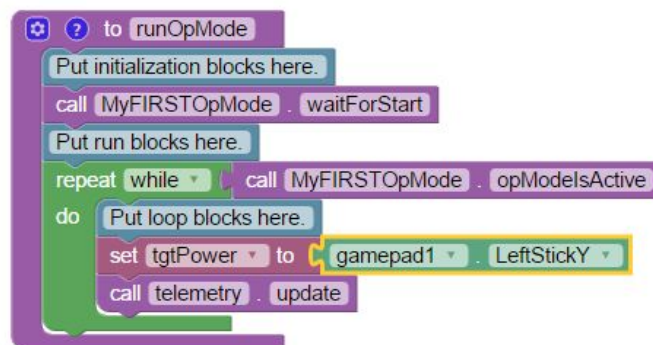 ? to runOpMode
Put initialization blocks here.
call MyFIRSTOpMode . waitForStart
Put run blocks here.
repeat while call MyFIRSTOpMode . opModeIsActive
do Put loop blocks here.
set tgtPower to gamepad1 . LeftStickY
call telemetry . update